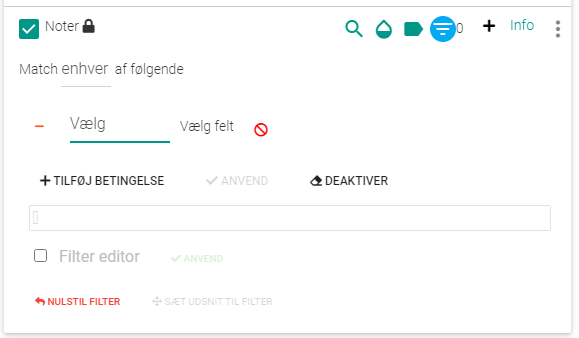 Noter 0 Info
Match enhver af følgende
Vælg Vælg felt
TILFØJ BETINGELSE ANVEND DEAKTIVER
Filter editor ANVEND
NULSTIL FILTER SÆT UDSNIT TIL FILTER